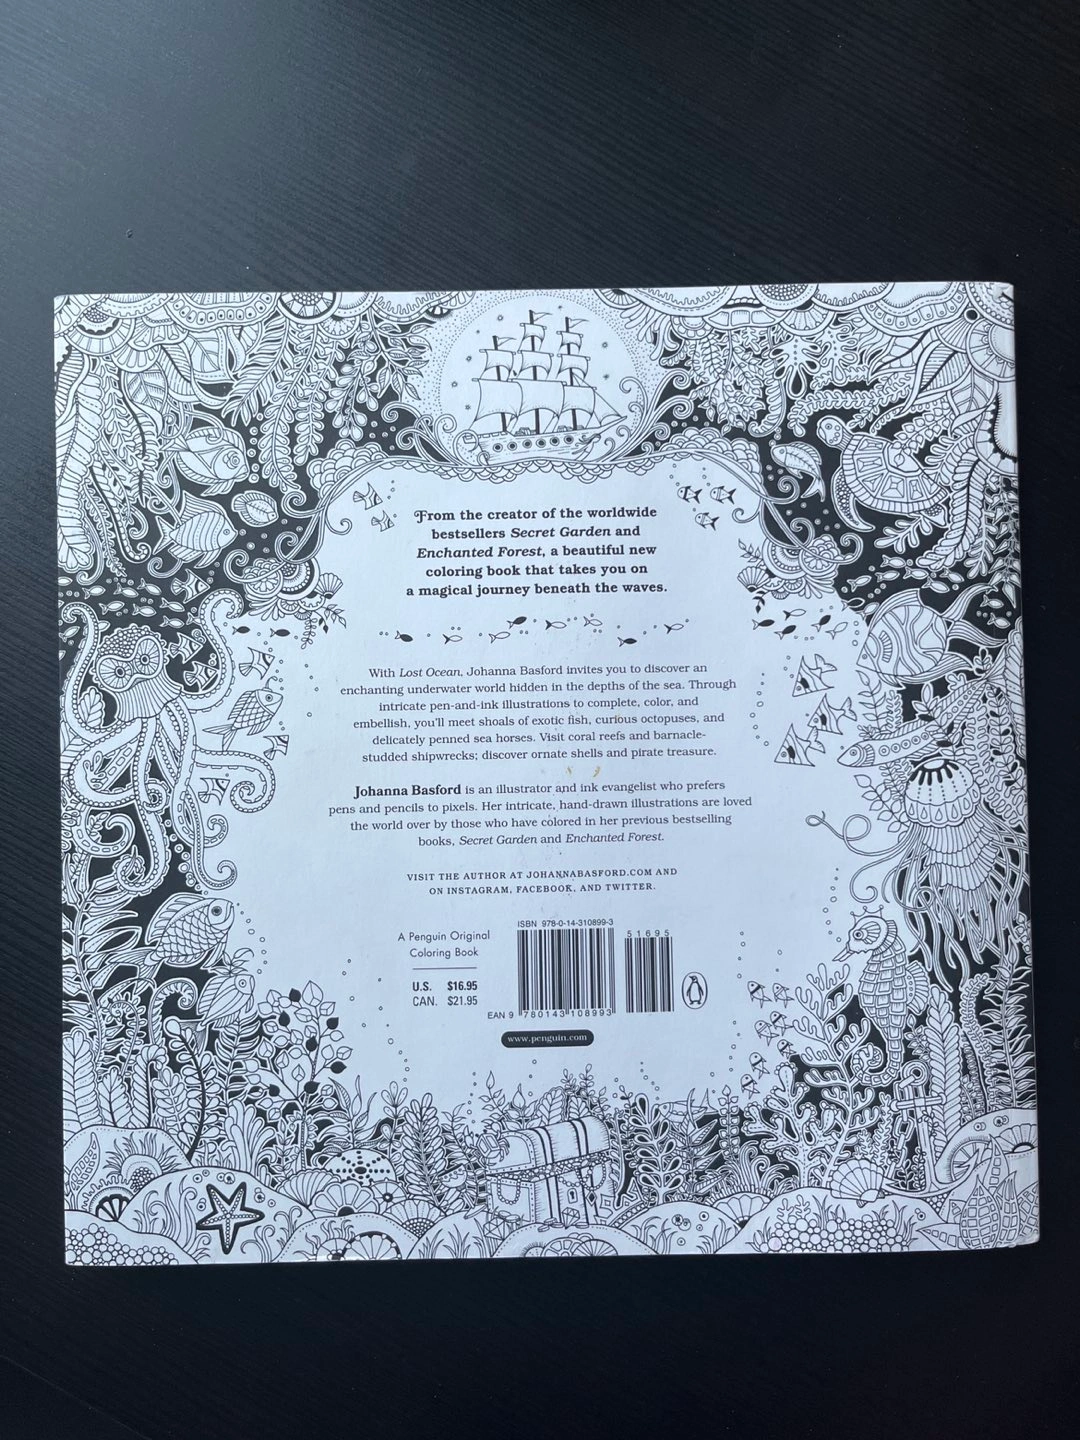 From the creator of the worldwide
bestsellers Secret Garden and
Enchanted Forest, a beautiful new
coloring book that takes you on
a magical journey beneath the waves.
With Lost Ocean, Johanna Basford invites you to discover an
enchanting underwater world hidden in the depths of the sea. Through
intricate pen-and-ink illustrations to complete, color, and
embellish, you'll meet shoals of exotic fish, curious octopuses, and
delicately penned sea horses. Visit coral reefs and barnacle-
studded shipwrecks; discover ornate shells and pirate treasure.
Johanna Basford is an illustrator and ink evangelist who prefers
pens and pencils to pixels. Her intricate, hand-drawn illustrations are loved
the world over by those who have colored in her previous bestselling
books, Secret Garden and Enchanted Forest.
VISIT THE AUTHOR AT JOHANNABASFORD.COM AND
ON INSTAGRAM, FACEBOOK, AND TWITTER.
A Penguin Original
Coloring Book
U.S. $16.95
CAN. $21.95
ISBN 978-0-14-310899-3
51695
EAN 9 780143 108993
www.penguin.com